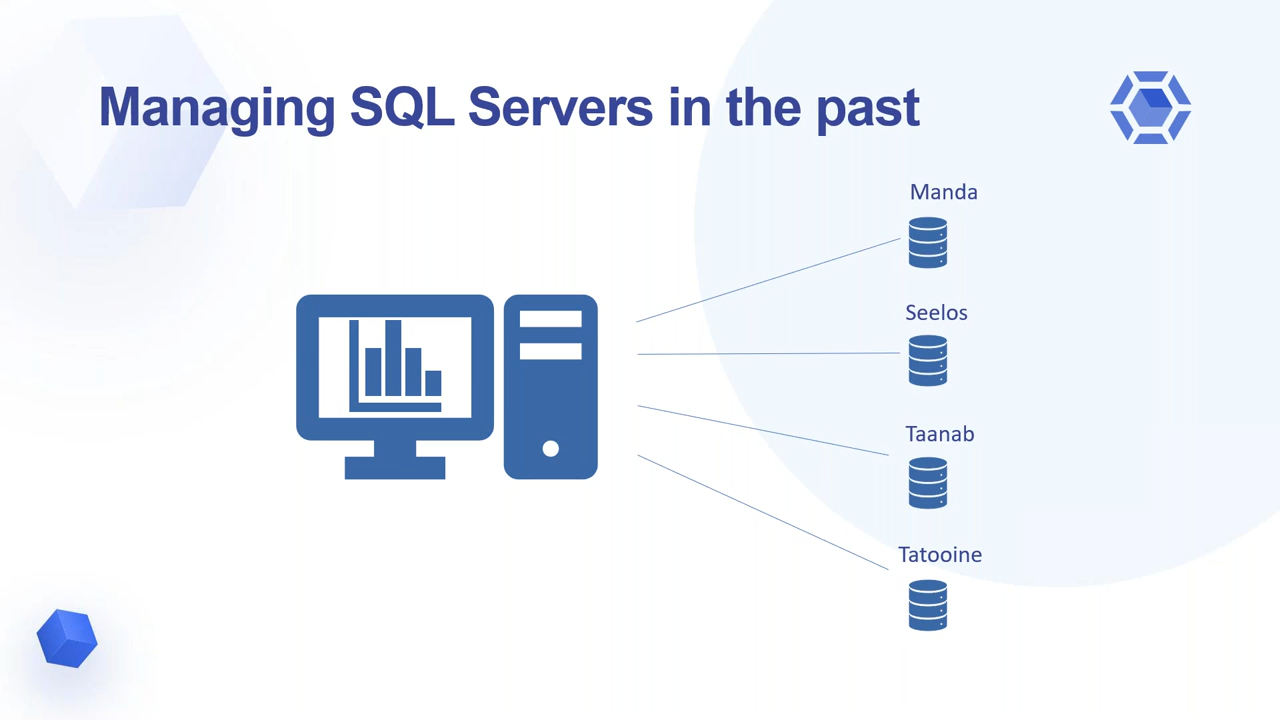 Managing SQL Servers in the past
Manda
Seelos
Taanab
Tatooine